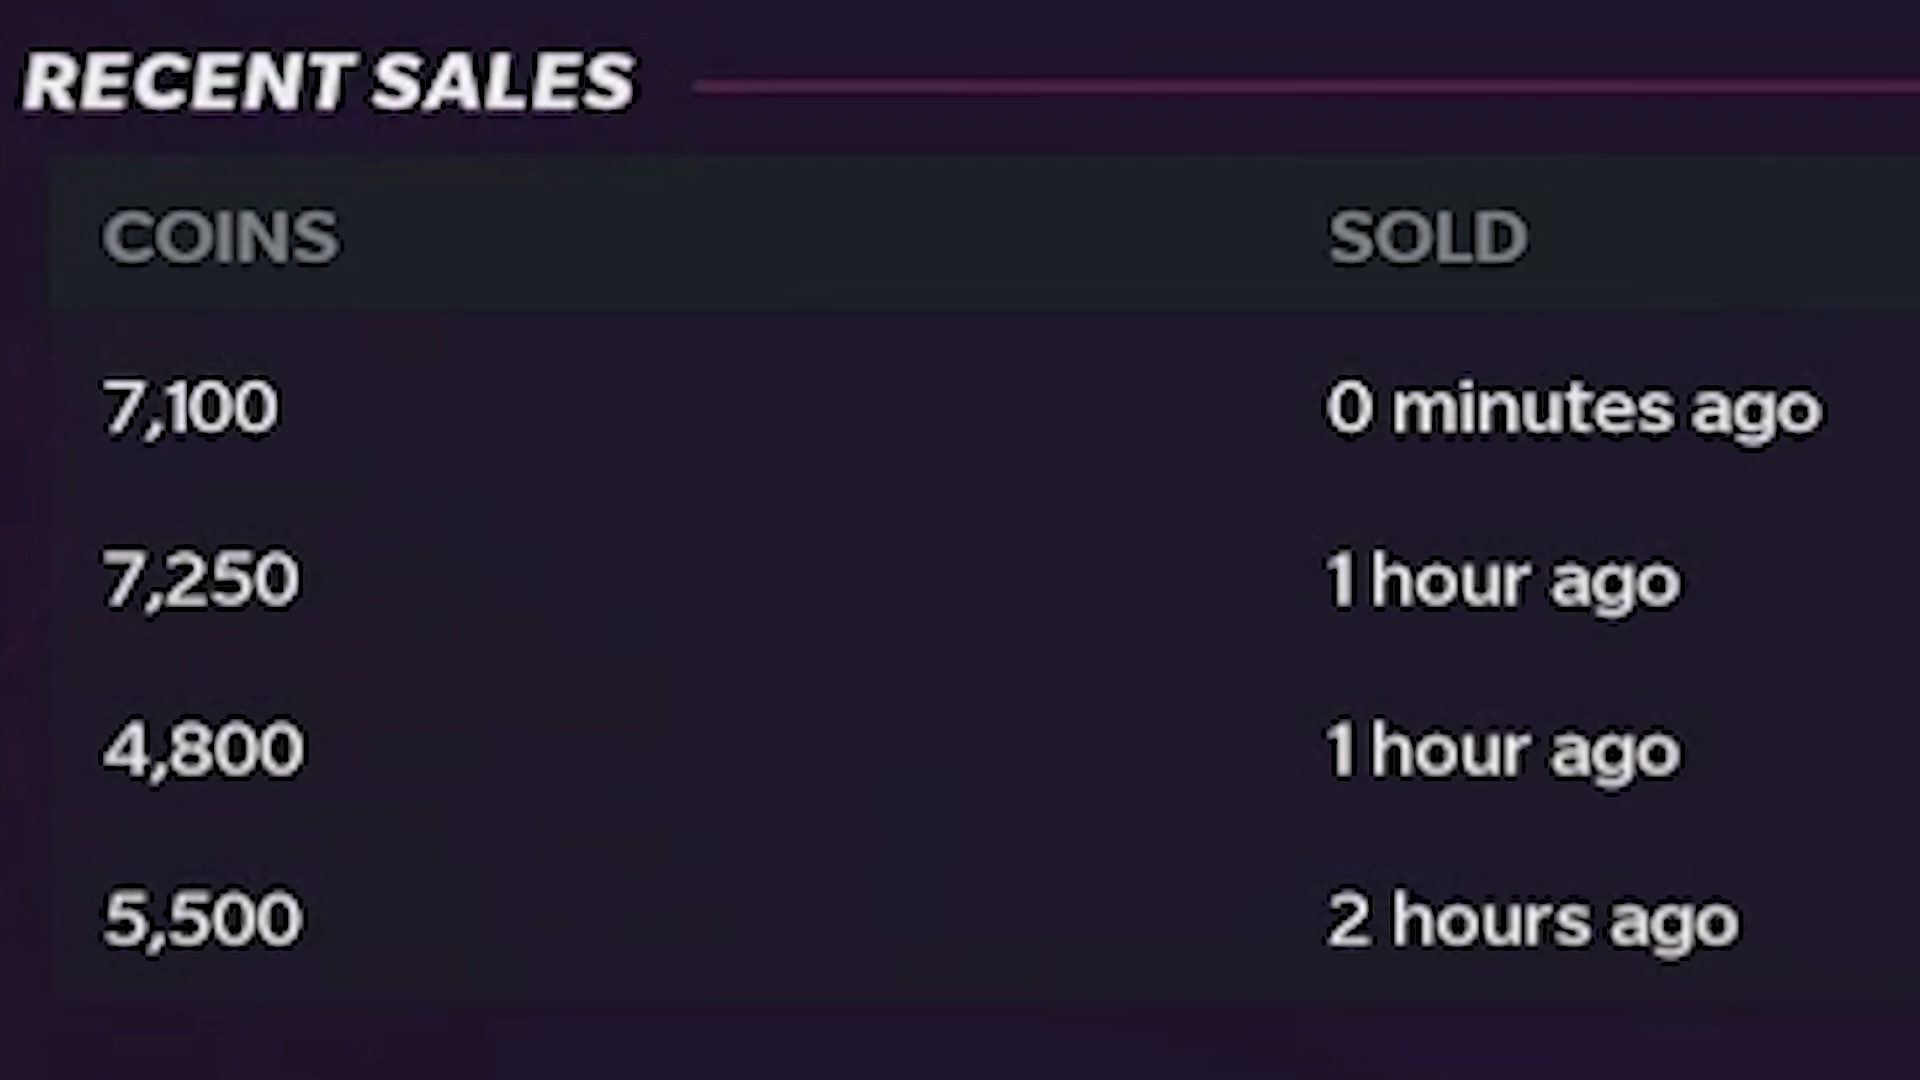 RECENT SALES
COINS SOLD
7,100 0 minutes ago
7,250 1 hour ago
4,800 1 hour ago
5,500 2 hours ago